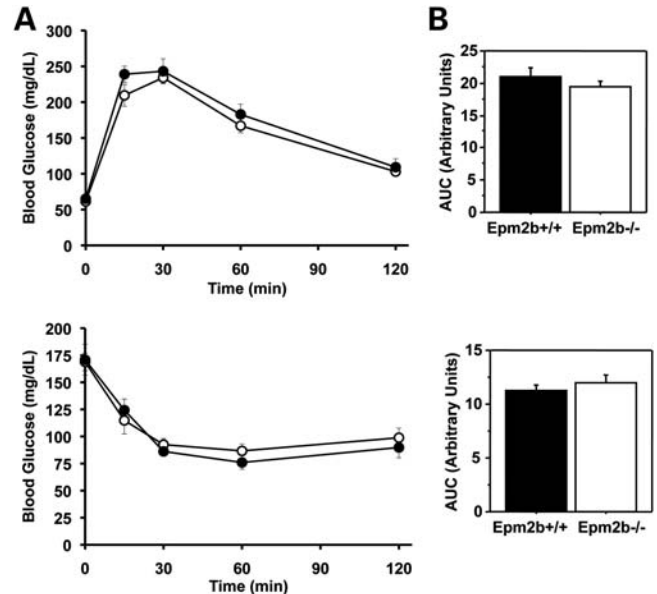 A
B
Blood Glucose (mg/dL)
300
250
200
150
100
50
0
0 30 60 90 120
Time (min)
AUC (Arbitrary Units)
25
20
15
10
5
0
Epm2b+/+ Epm2b-/-
Blood Glucose (mg/dL)
200
175
150
125
100
75
50
25
0
0 30 60 90 120
Time (min)
AUC (Arbitrary Units)
15
10
5
0
Epm2b+/+ Epm2b-/-